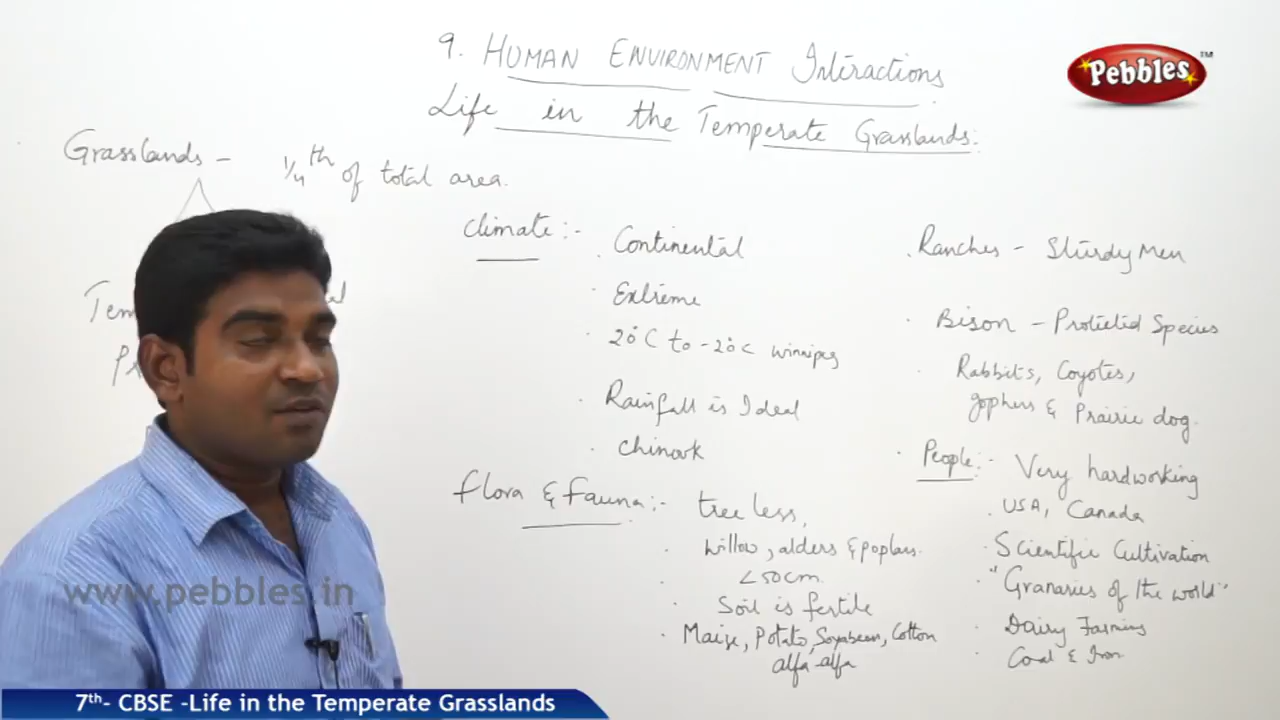 9. HUMAN ENVIRONMENT Interactions
Life in the Temperate Grasslands.
Pebbles™
Grasslands - 1/4th of total area.
Climate :-
Continental
Extreme
20°C to -20°C winnipeg
Rainfall is Ideal
Chinook
Flora & Fauna :- tree less,
willow, alders & poplars.
<50cm.
Soil is fertile
Maize, Potato, Soyabean, Cotton
alfa-alfa
Ranches - Sturdy Men
Bison - Protected Species
Rabbits, Coyotes,
gophers & Prairie dog.
People :- Very hardworking
USA, Canada
Scientific Cultivation
"Granaries of the world"
Dairy Farming
Coal & Iron
www.pebbles.in
7th- CBSE -Life in the Temperate Grasslands